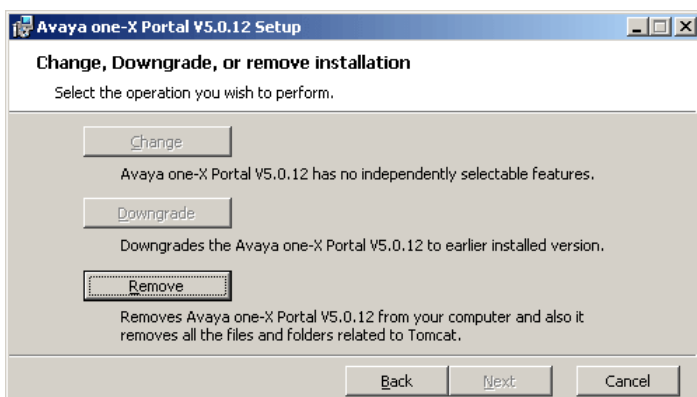 Avaya one-X Portal V5.0.12 Setup
Change, Downgrade, or remove installation
Select the operation you wish to perform.
Change
Avaya one-X Portal V5.0.12 has no independently selectable features.
Downgrade
Downgrades the Avaya one-X Portal V5.0.12 to earlier installed version.
Remove
Removes Avaya one-X Portal V5.0.12 from your computer and also it
removes all the files and folders related to Tomcat.
Back Next Cancel